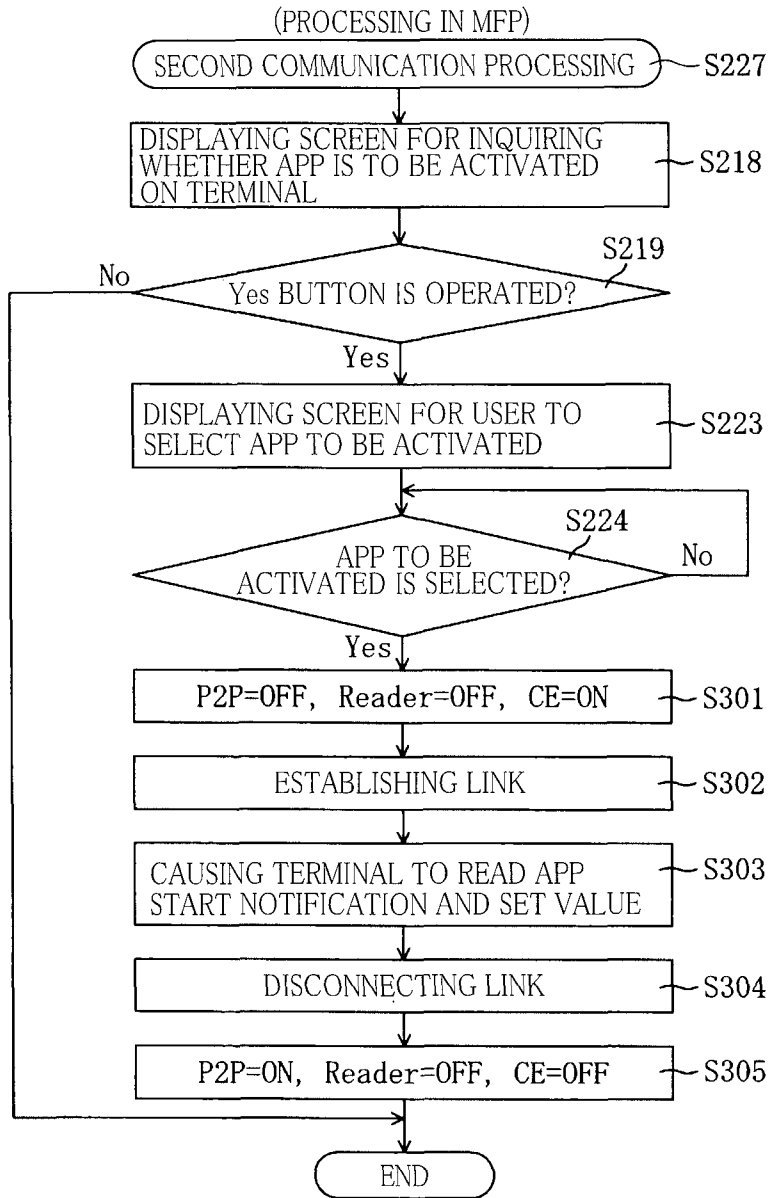 (PROCESSING IN MFP)
SECOND COMMUNICATION PROCESSING
S227
DISPLAYING SCREEN FOR INQUIRING
WHETHER APP IS TO BE ACTIVATED
ON TERMINAL
S218
S219
No
Yes BUTTON IS OPERATED?
Yes
DISPLAYING SCREEN FOR USER TO
SELECT APP TO BE ACTIVATED
S223
S224
APP TO BE
ACTIVATED IS SELECTED?
No
Yes
P2P=OFF, Reader=OFF, CE=ON
S301
ESTABLISHING LINK
S302
CAUSING TERMINAL TO READ APP
START NOTIFICATION AND SET VALUE
S303
DISCONNECTING LINK
S304
P2P=ON, Reader=OFF, CE=OFF
S305
END